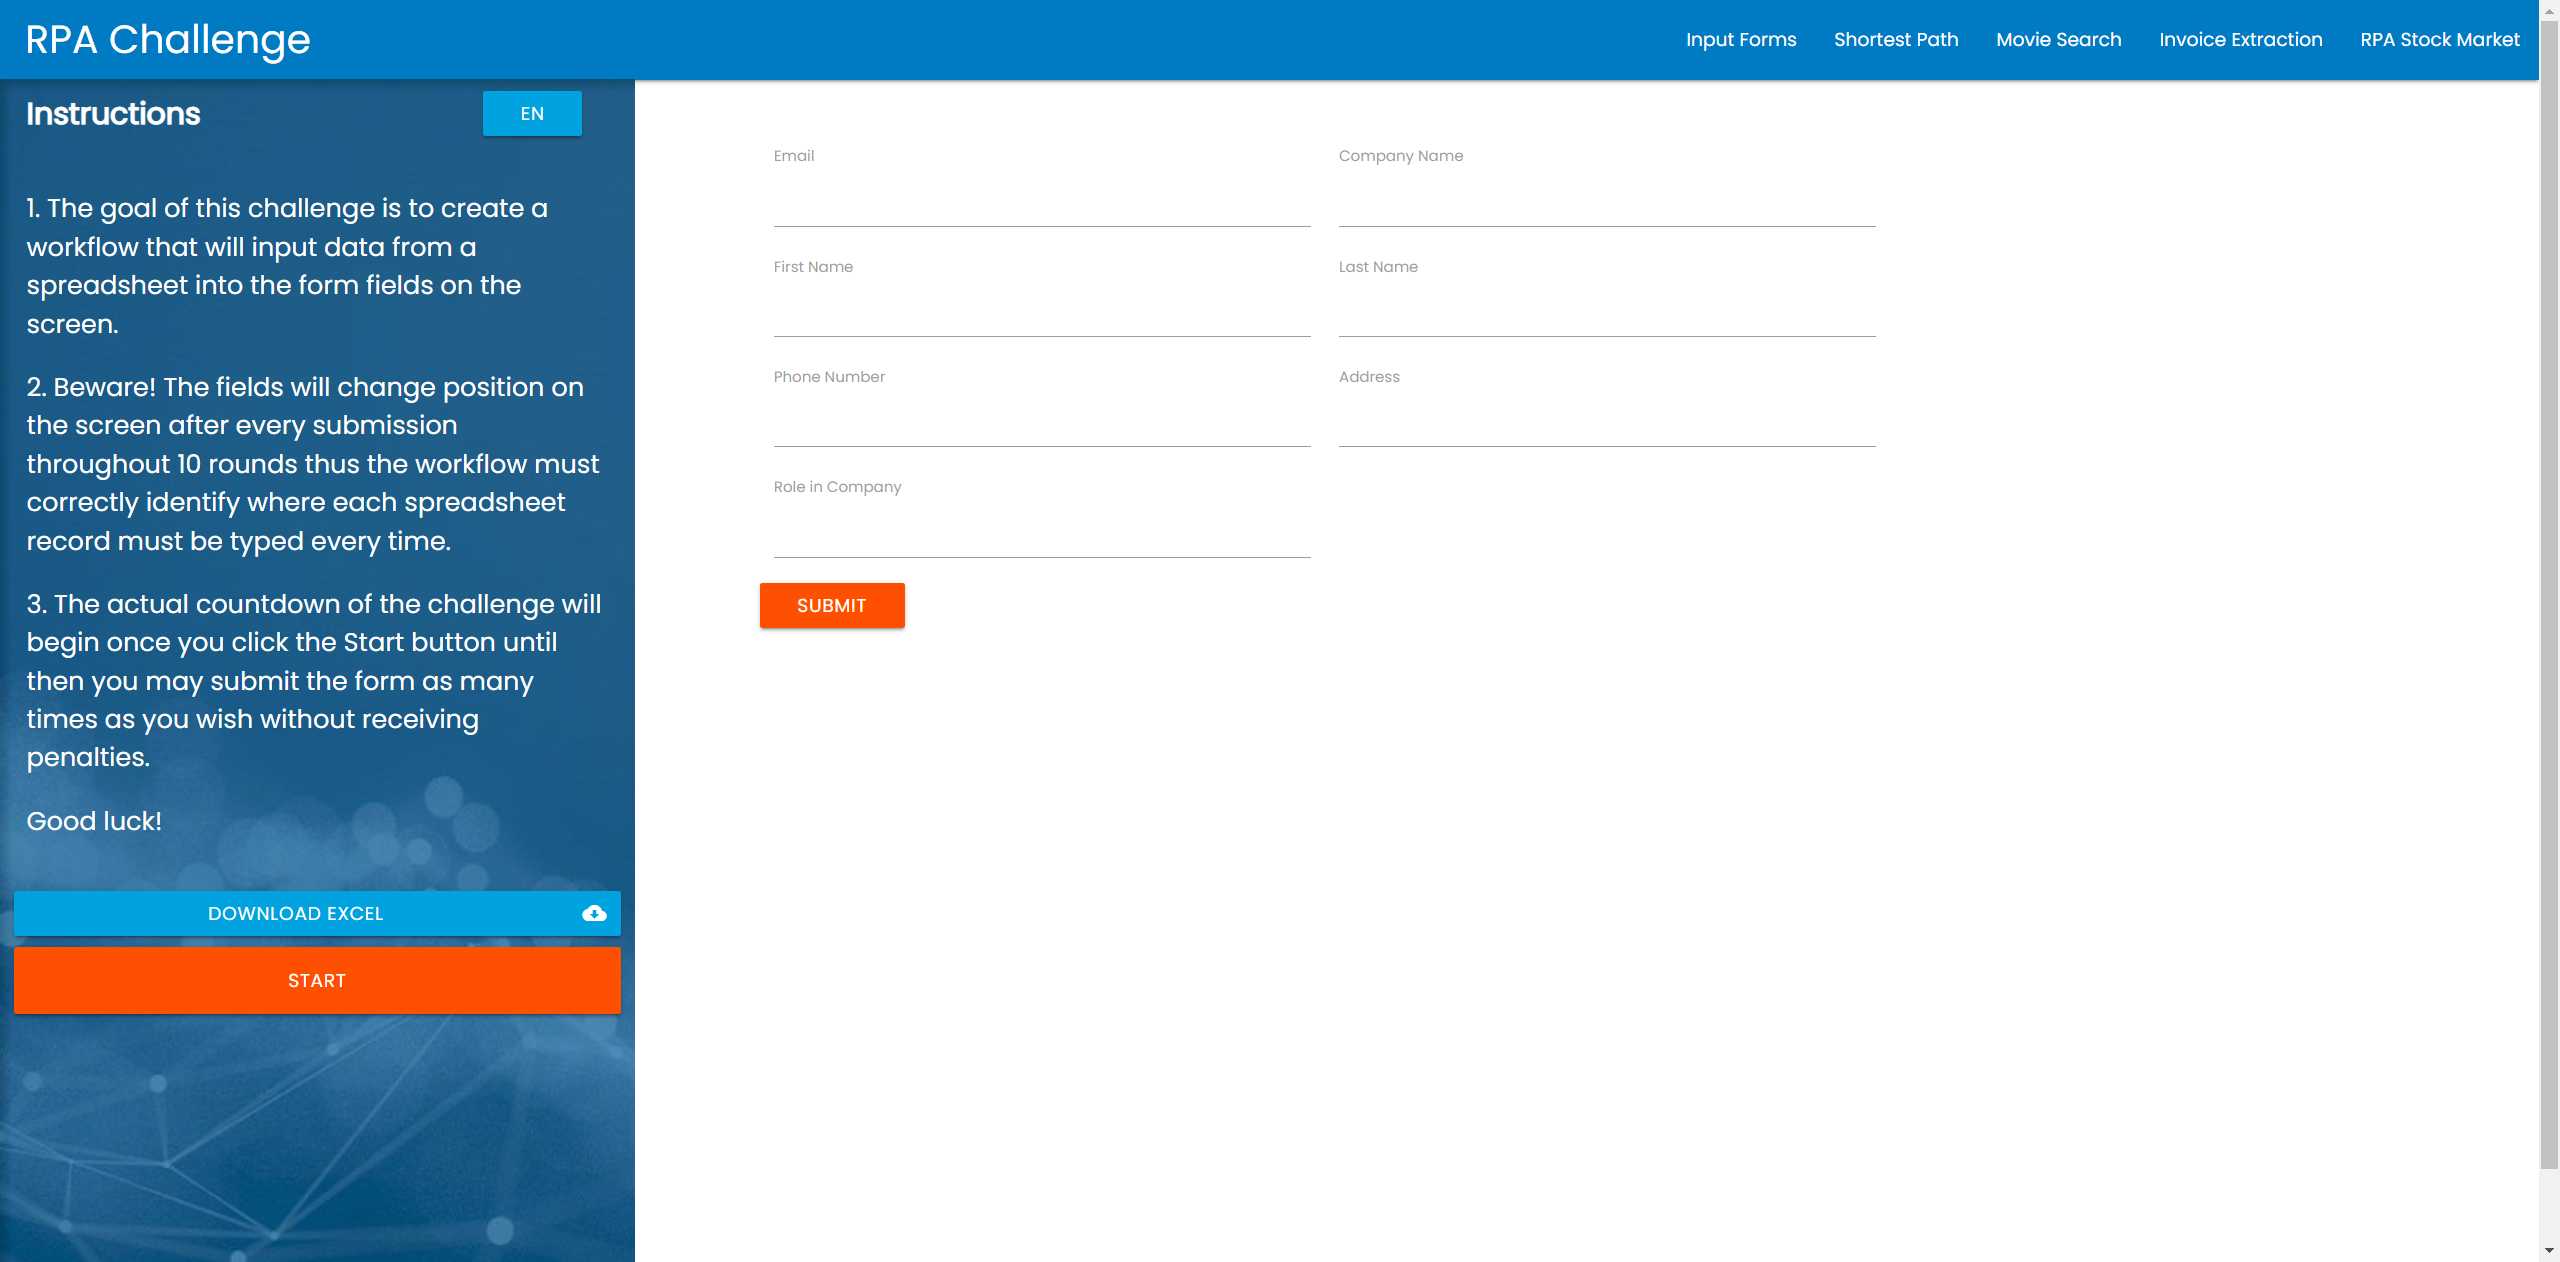 RPA Challenge
Input Forms
Shortest Path
Movie Search
Invoice Extraction
RPA Stock Market
Instructions
EN
1. The goal of this challenge is to create a
workflow that will input data from a
spreadsheet into the form fields on the
screen.
2. Beware! The fields will change position on
the screen after every submission
throughout 10 rounds thus the workflow must
correctly identify where each spreadsheet
record must be typed every time.
3. The actual countdown of the challenge will
begin once you click the Start button until
then you may submit the form as many
times as you wish without receiving
penalties.
Good luck!
DOWNLOAD EXCEL
START
Email
Company Name
First Name
Last Name
Phone Number
Address
Role in Company
SUBMIT